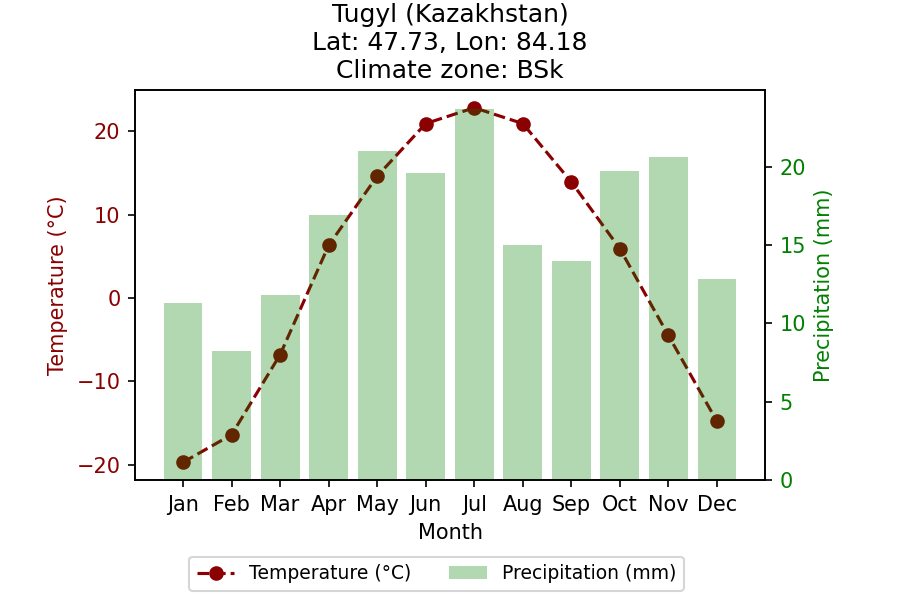 Tugyl (Kazakhstan)
Lat: 47.73, Lon: 84.18
Climate zone: BSk
Temperature (°C)
20
10
0
−10
−20
Precipitation (mm)
20
15
10
5
0
Jan Feb Mar Apr May Jun Jul Aug Sep Oct Nov Dec
Month
Temperature (°C) Precipitation (mm)